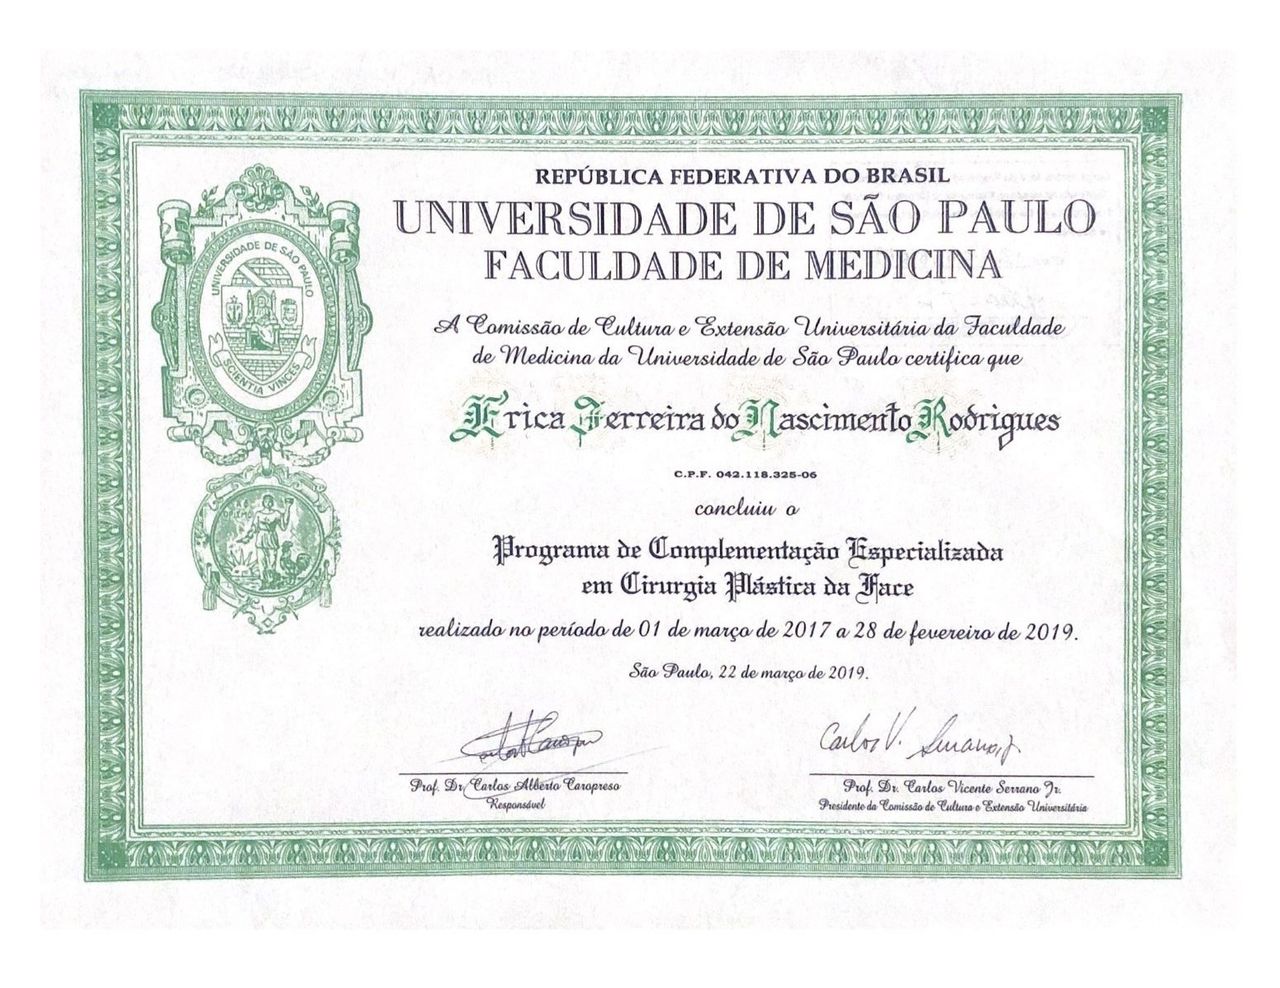 REPÚBLICA FEDERATIVA DO BRASIL
UNIVERSIDADE DE SÃO PAULO
FACULDADE DE MEDICINA
UNIVERSIDADE DE SÃO PAULO
SCIENTIA VINCES
A Comissão de Cultura e Extensão Universitária da Faculdade
de Medicina da Universidade de São Paulo certifica que
Erica Ferreira do Nascimento Rodrigues
C.P.F. 042.118.325-06
concluiu o
Programa de Complementação Especializada
em Cirurgia Plástica da Face
realizado no período de 01 de março de 2017 a 28 de fevereiro de 2019.
São Paulo, 22 de março de 2019.
Carlos V. Serrano Jr.
Prof. Dr. Carlos Alberto Caropreso
Responsável
Prof. Dr. Carlos Vicente Serrano Jr.
Presidente da Comissão de Cultura e Extensão Universitária